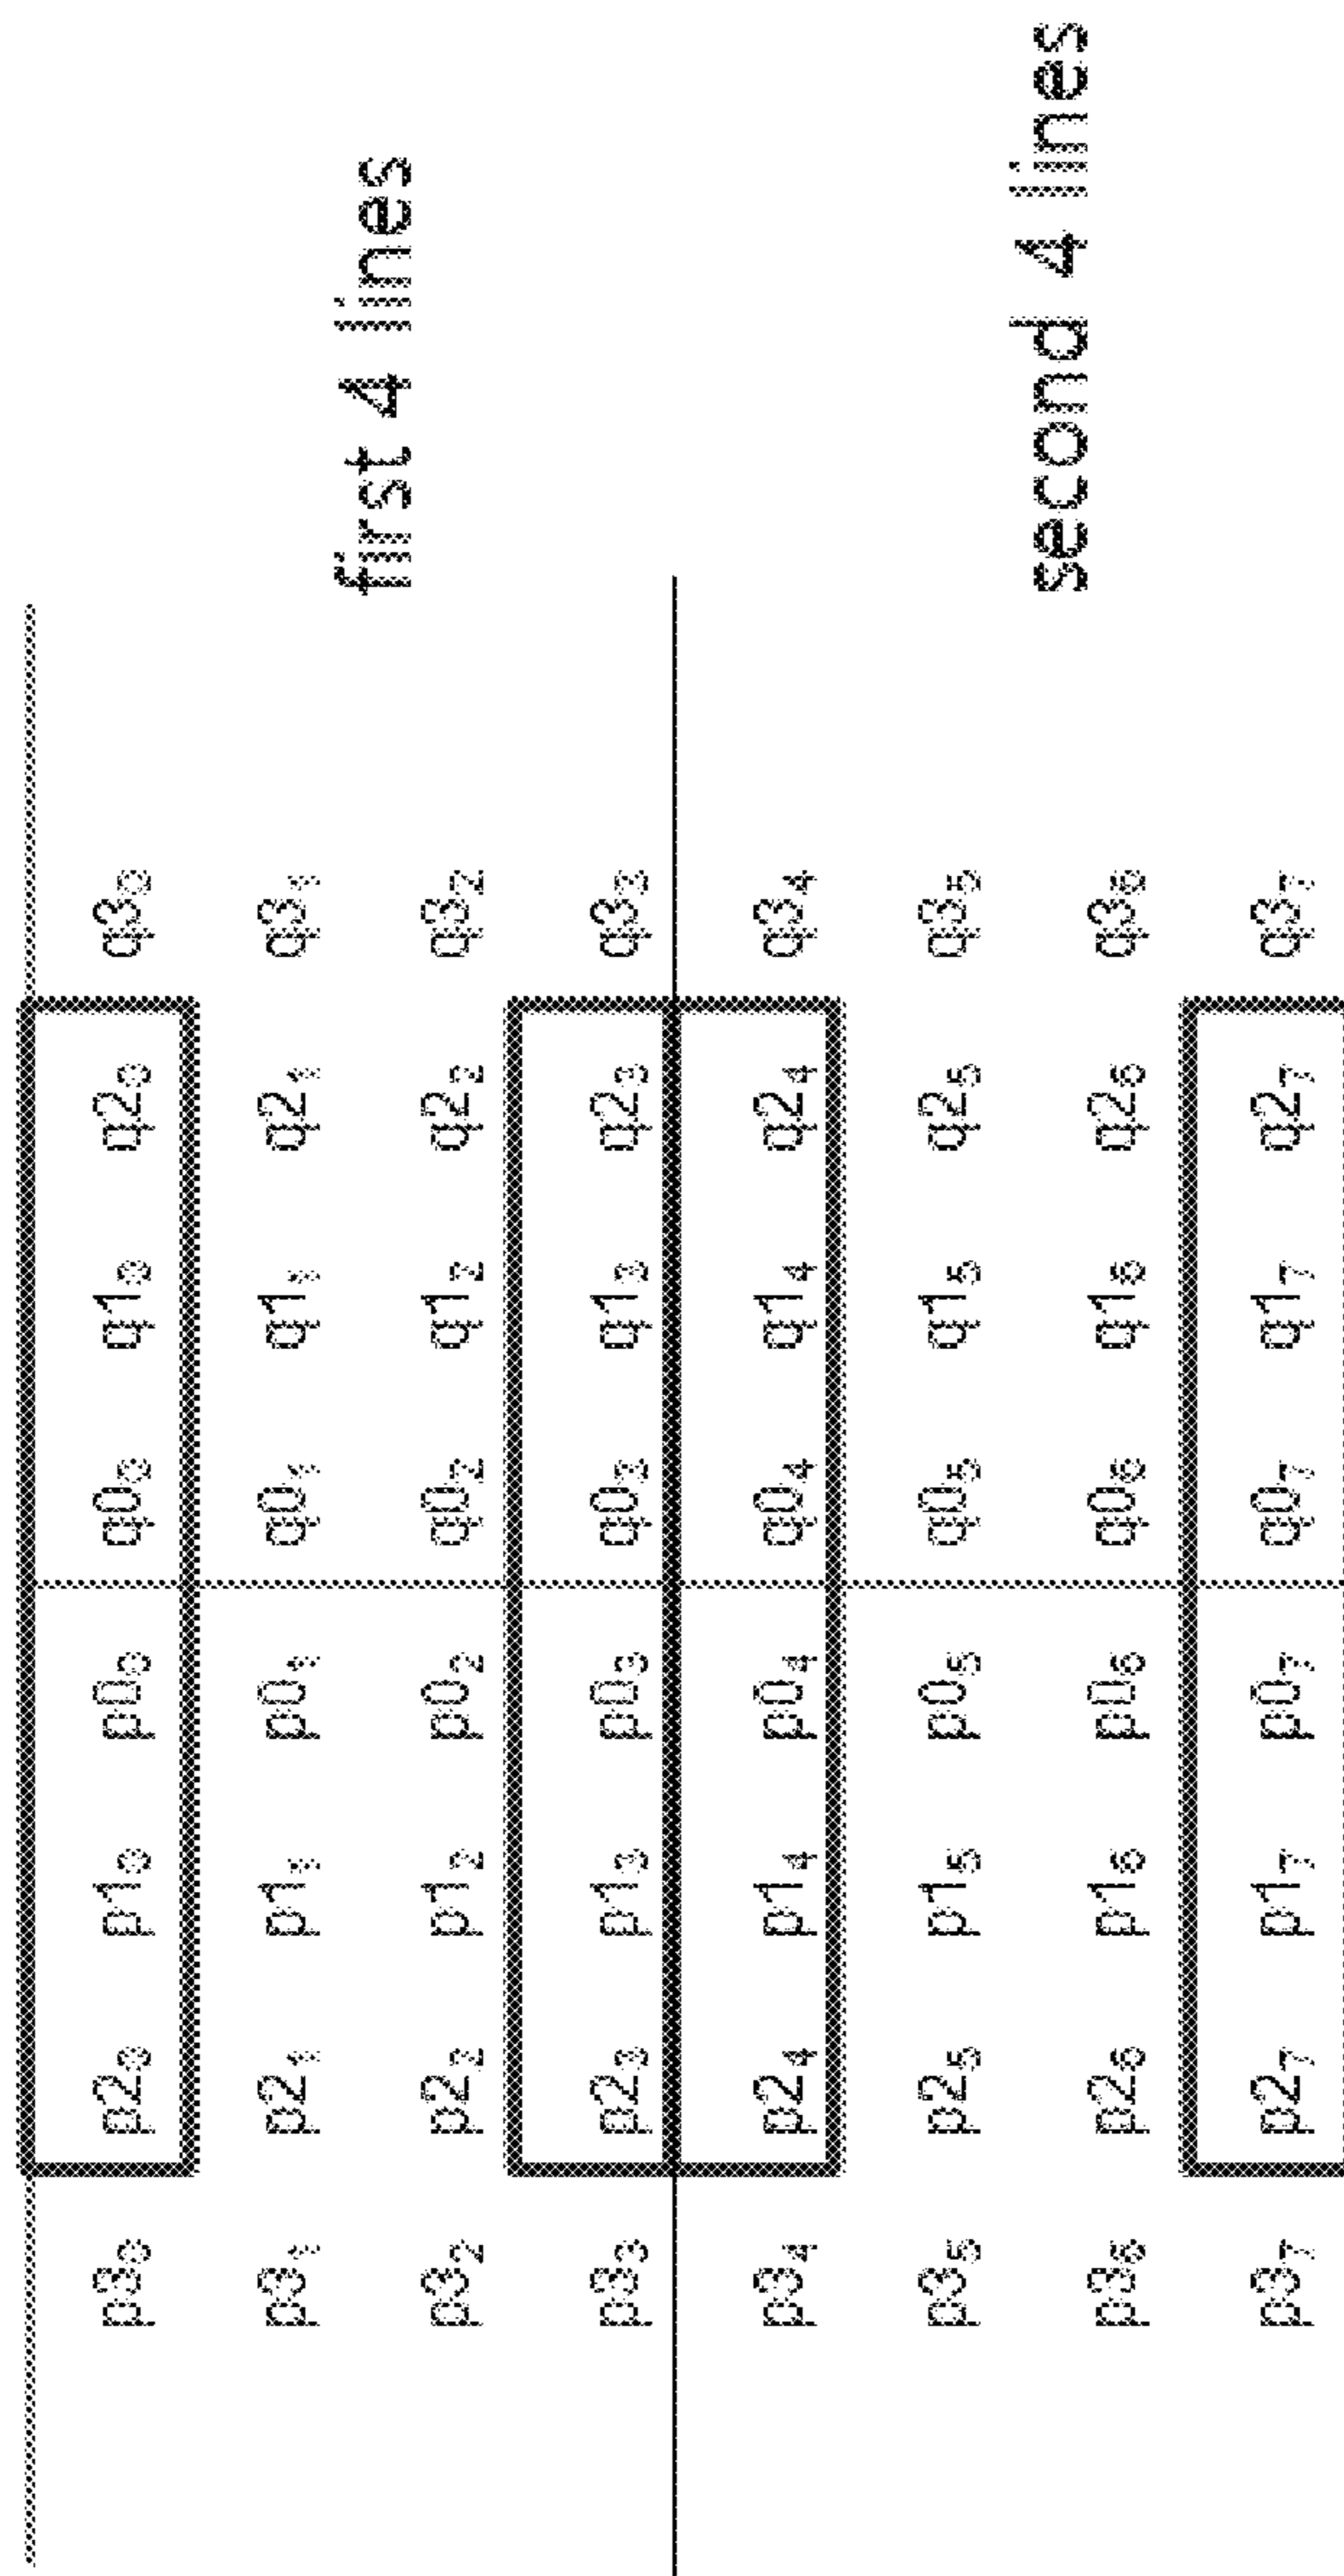 p3₀ p2₀ p1₀ p0₀ q0₀ q1₀ q2₀ q3₀
p3₁ p2₁ p1₁ p0₁ q0₁ q1₁ q2₁ q3₁
first 4 lines
p3₂ p2₂ p1₂ p0₂ q0₂ q1₂ q2₂ q3₂
p3₃ p2₃ p1₃ p0₃ q0₃ q1₃ q2₃ q3₃
p3₄ p2₄ p1₄ p0₄ q0₄ q1₄ q2₄ q3₄
p3₅ p2₅ p1₅ p0₅ q0₅ q1₅ q2₅ q3₅
second 4 lines
p3₆ p2₆ p1₆ p0₆ q0₆ q1₆ q2₆ q3₆
p3₇ p2₇ p1₇ p0₇ q0₇ q1₇ q2₇ q3₇